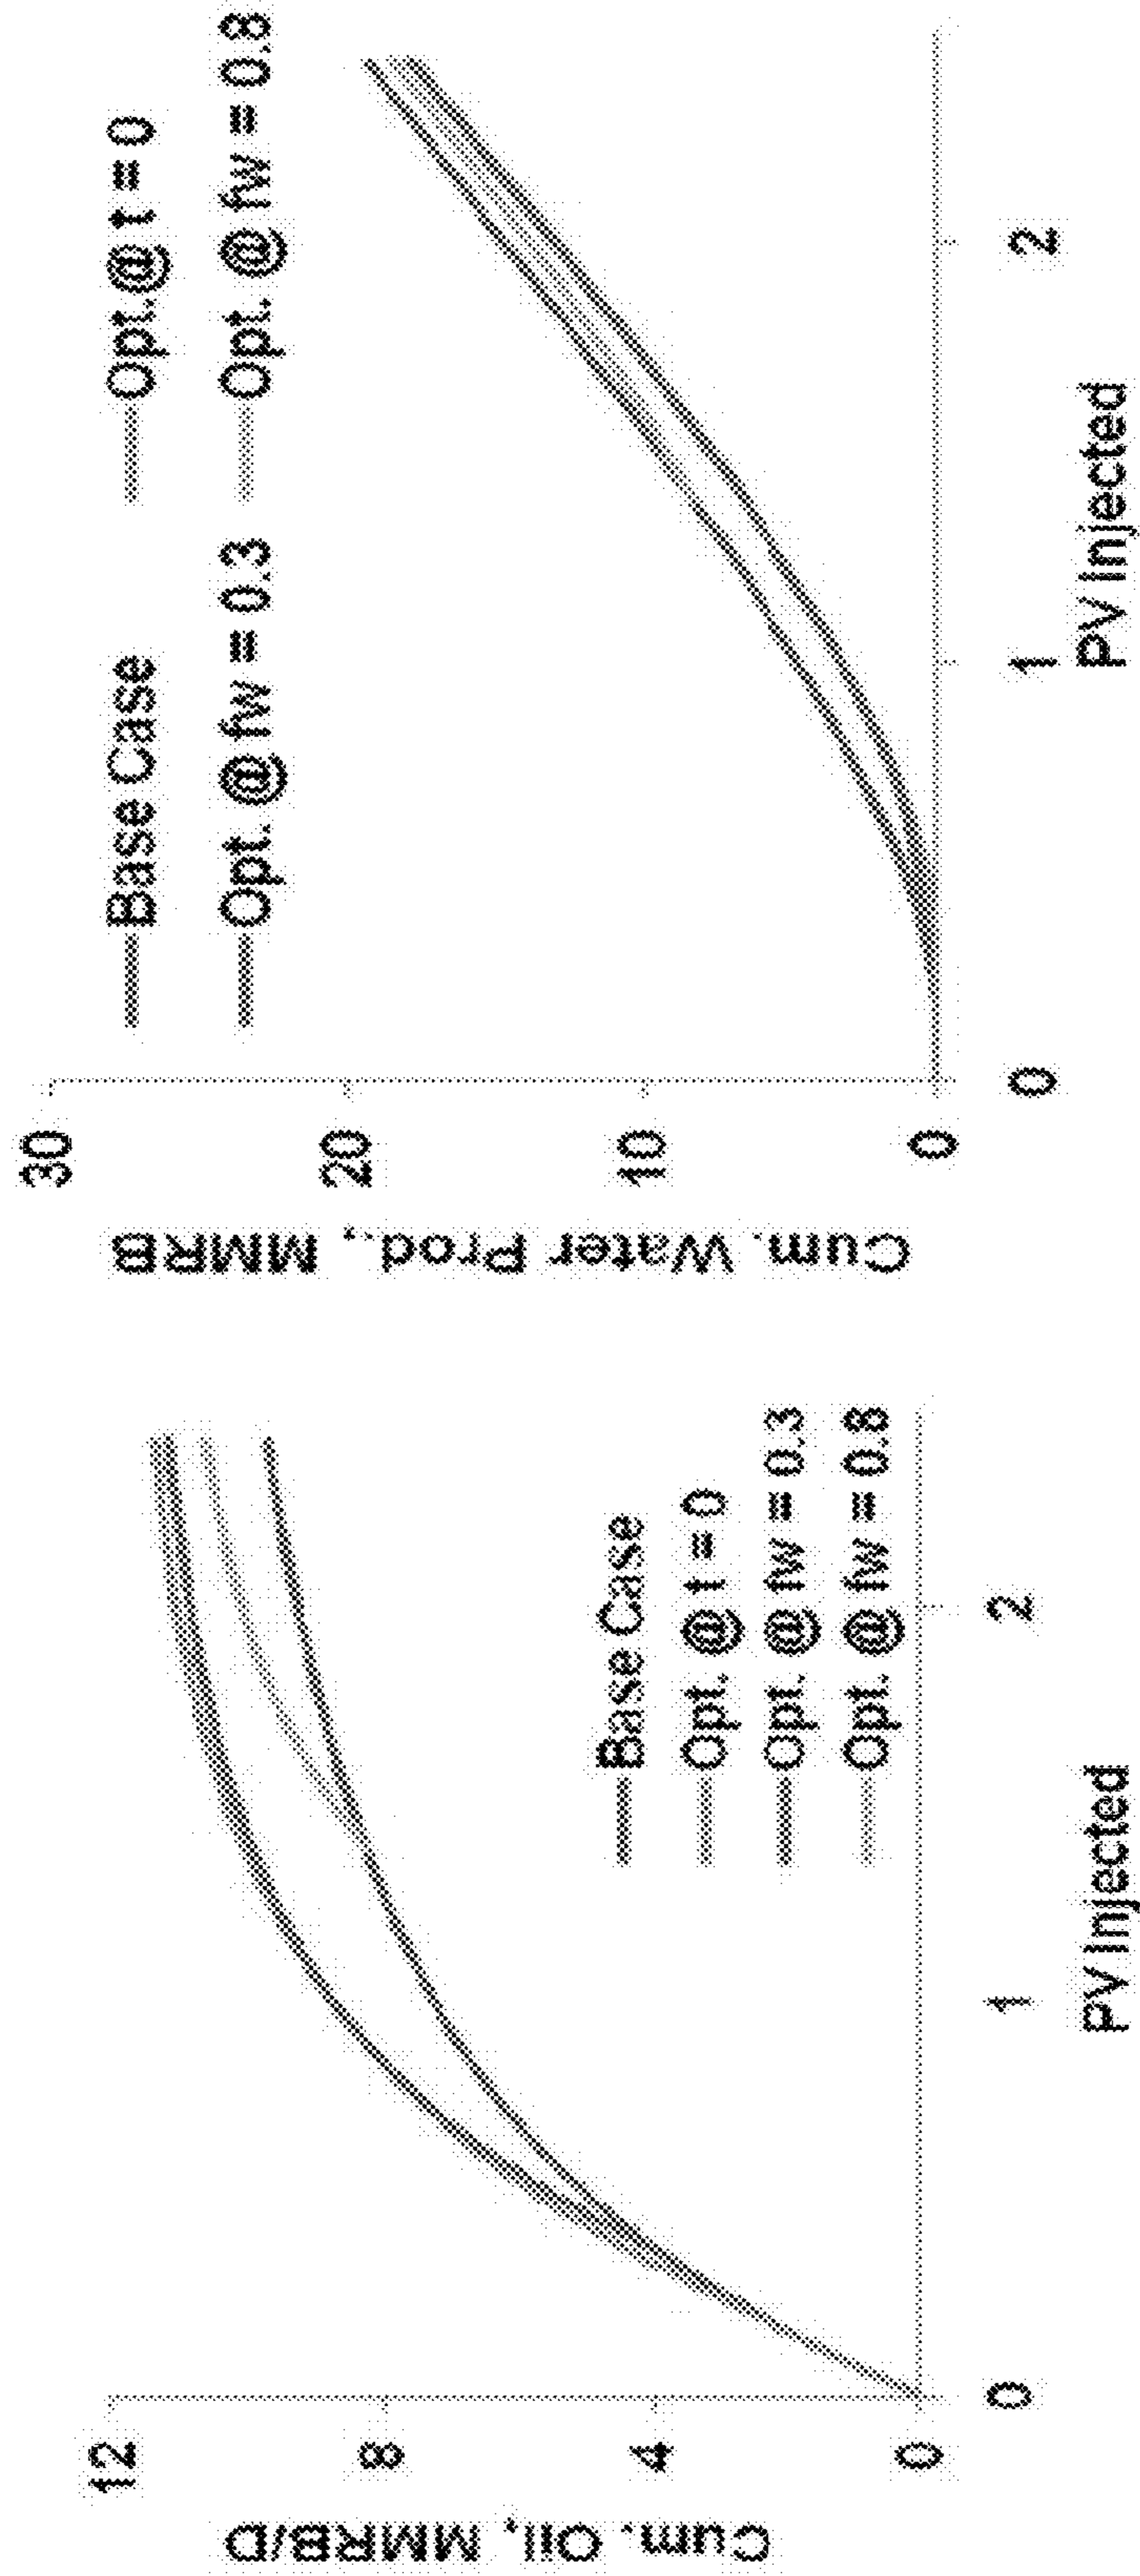 Cum. Oil, MMRB/D
12
8
4
0
Base Case
Opt. @ t = 0
Opt. @ fw = 0.3
Opt. @ fw = 0.8
0 1 2
PV Injected
Cum. Water Prod., MMRB
30
20
10
0
Base Case Opt.@ t = 0
Opt. @ fw = 0.3 Opt. @ fw = 0.8
0 1 2
PV Injected